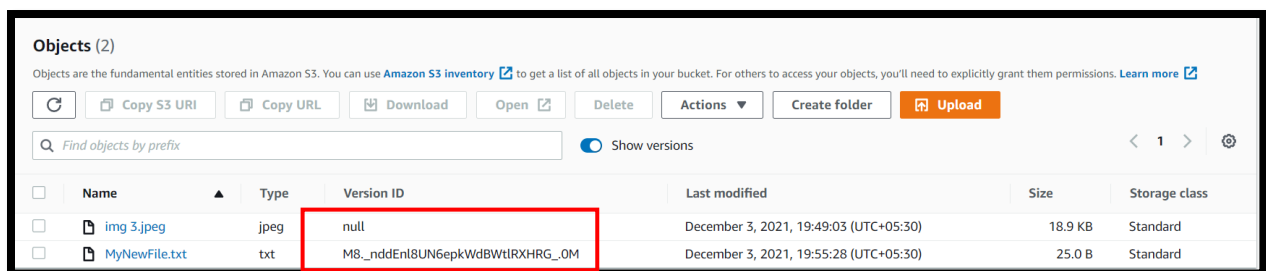 Objects (2)
Objects are the fundamental entities stored in Amazon S3. You can use Amazon S3 inventory to get a list of all objects in your bucket. For others to access your objects, you'll need to explicitly grant them permissions. Learn more
Copy S3 URI Copy URL Download Open Delete Actions Create folder Upload
Find objects by prefix Show versions 1
Name Type Version ID Last modified Size Storage class
img 3.jpeg jpeg null December 3, 2021, 19:49:03 (UTC+05:30) 18.9 KB Standard
MyNewFile.txt txt M8._nddEnl8UN6epkWdBWtlRXHRG_.0M December 3, 2021, 19:55:28 (UTC+05:30) 25.0 B Standard